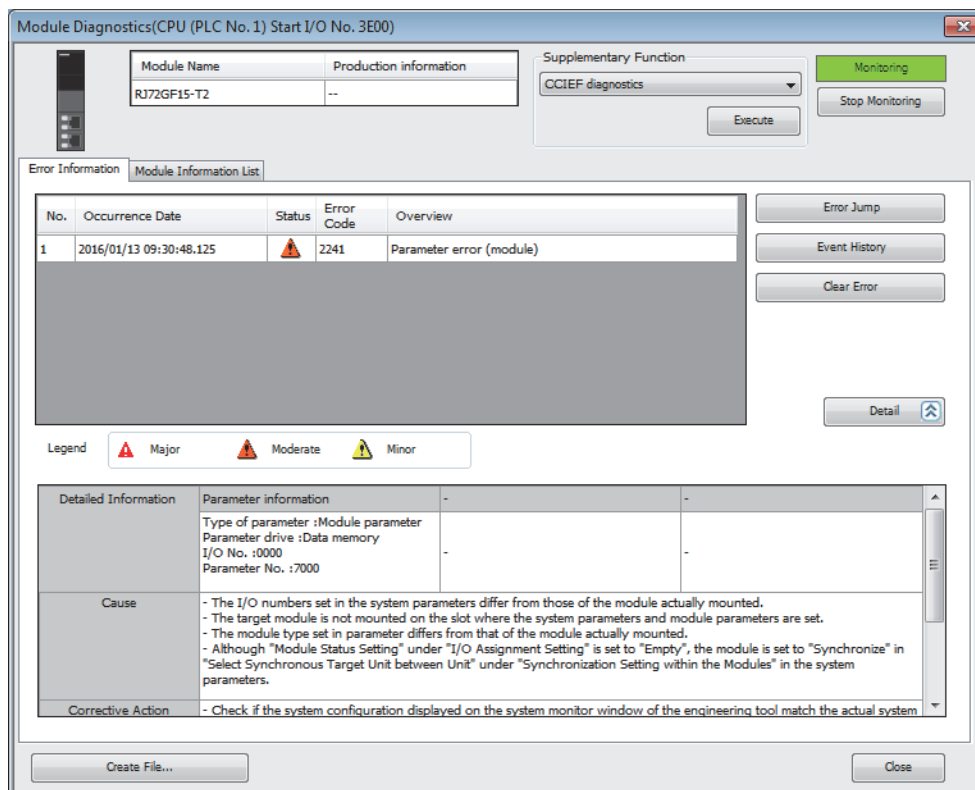 Module Diagnostics(CPU (PLC No. 1) Start I/O No. 3E00)
Module Name Production information
RJ72GF15-T2 --
Supplementary Function
CCIEF diagnostics
Execute
Monitoring
Stop Monitoring
Error Information Module Information List
No. Occurrence Date Status Error Code Overview
1 2016/01/13 09:30:48.125 2241 Parameter error (module)
Error Jump
Event History
Clear Error
Detail
Legend Major Moderate Minor
Detailed Information Parameter information - -
Type of parameter :Module parameter
Parameter drive :Data memory
I/O No. :0000
Parameter No. :7000
- -
Cause - The I/O numbers set in the system parameters differ from those of the module actually mounted.
- The target module is not mounted on the slot where the system parameters and module parameters are set.
- The module type set in parameter differs from that of the module actually mounted.
- Although "Module Status Setting" under "I/O Assignment Setting" is set to "Empty", the module is set to "Synchronize" in
"Select Synchronous Target Unit between Unit" under "Synchronization Setting within the Modules" in the system
parameters.
Corrective Action - Check if the system configuration displayed on the system monitor window of the engineering tool match the actual system
Create File...
Close